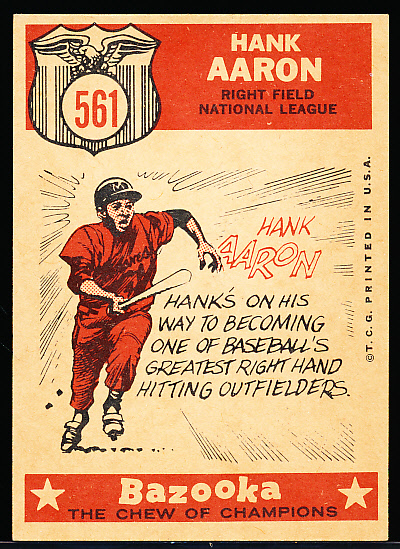 561
HANK
AARON
RIGHT FIELD
NATIONAL LEAGUE
M
HANK
AARON
HANK'S ON HIS
WAY TO BECOMING
ONE OF BASEBALL'S
GREATEST RIGHT HAND
HITTING OUTFIELDERS.
©T.C.G. PRINTED IN U.S.A.
Bazooka
THE CHEW OF CHAMPIONS